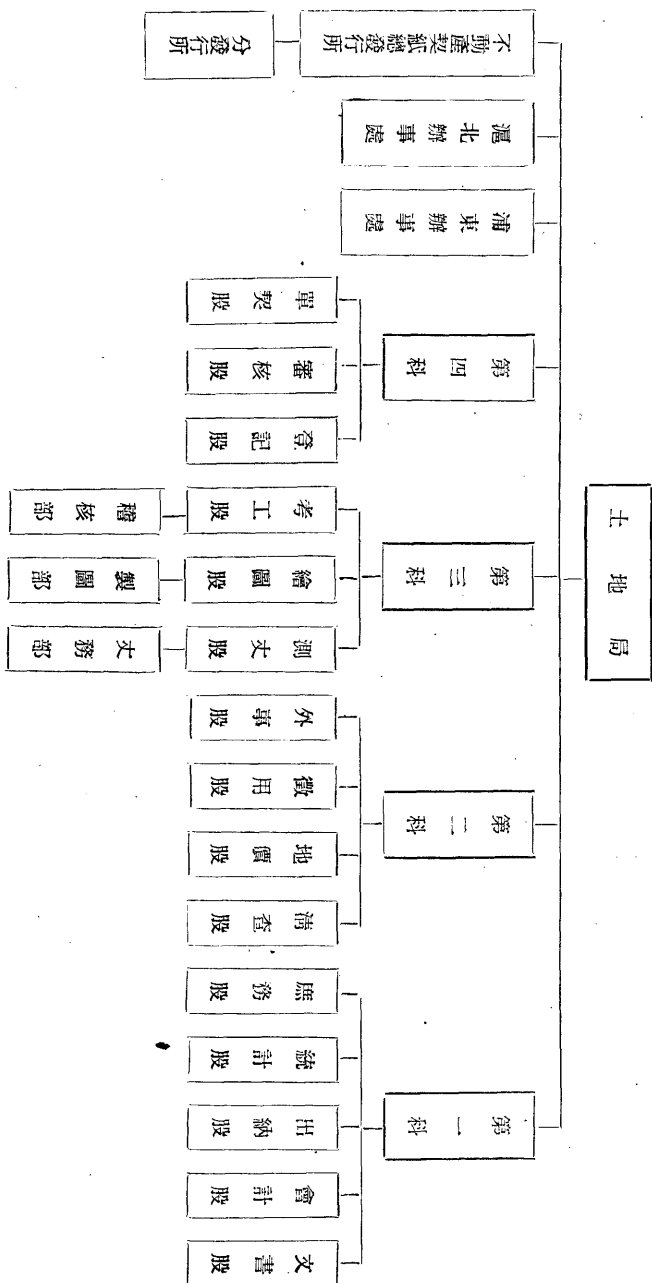 土地局
第一科
第二科
第三科
第四科
浦東辦事處
滬北辦事處
不動產契紙總發行所
文書股
會計股
出納股
統計股
庶務股
清查股
地價股
徵用股
外事股
測丈股
繪圖股
考工股
登記股
審核股
單契股
分發行所
丈務部
製圖部
稽核部